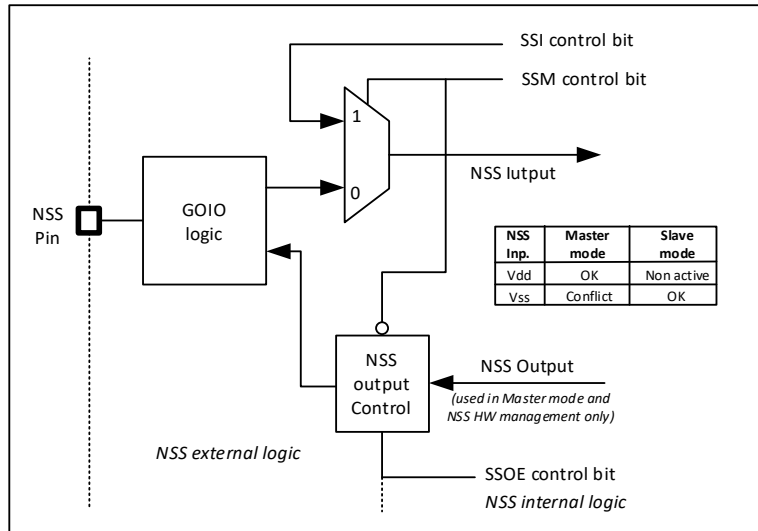 SSI control bit
SSM control bit
1
0
NSS Iutput
NSS
Pin
GOIO
logic
NSS
Inp.
Master
mode
Slave
mode
Vdd
OK
Non active
Vss
Conflict
OK
NSS
output
Control
NSS Output
(used in Master mode and
NSS HW management only)
NSS external logic
SSOE control bit
NSS internal logic